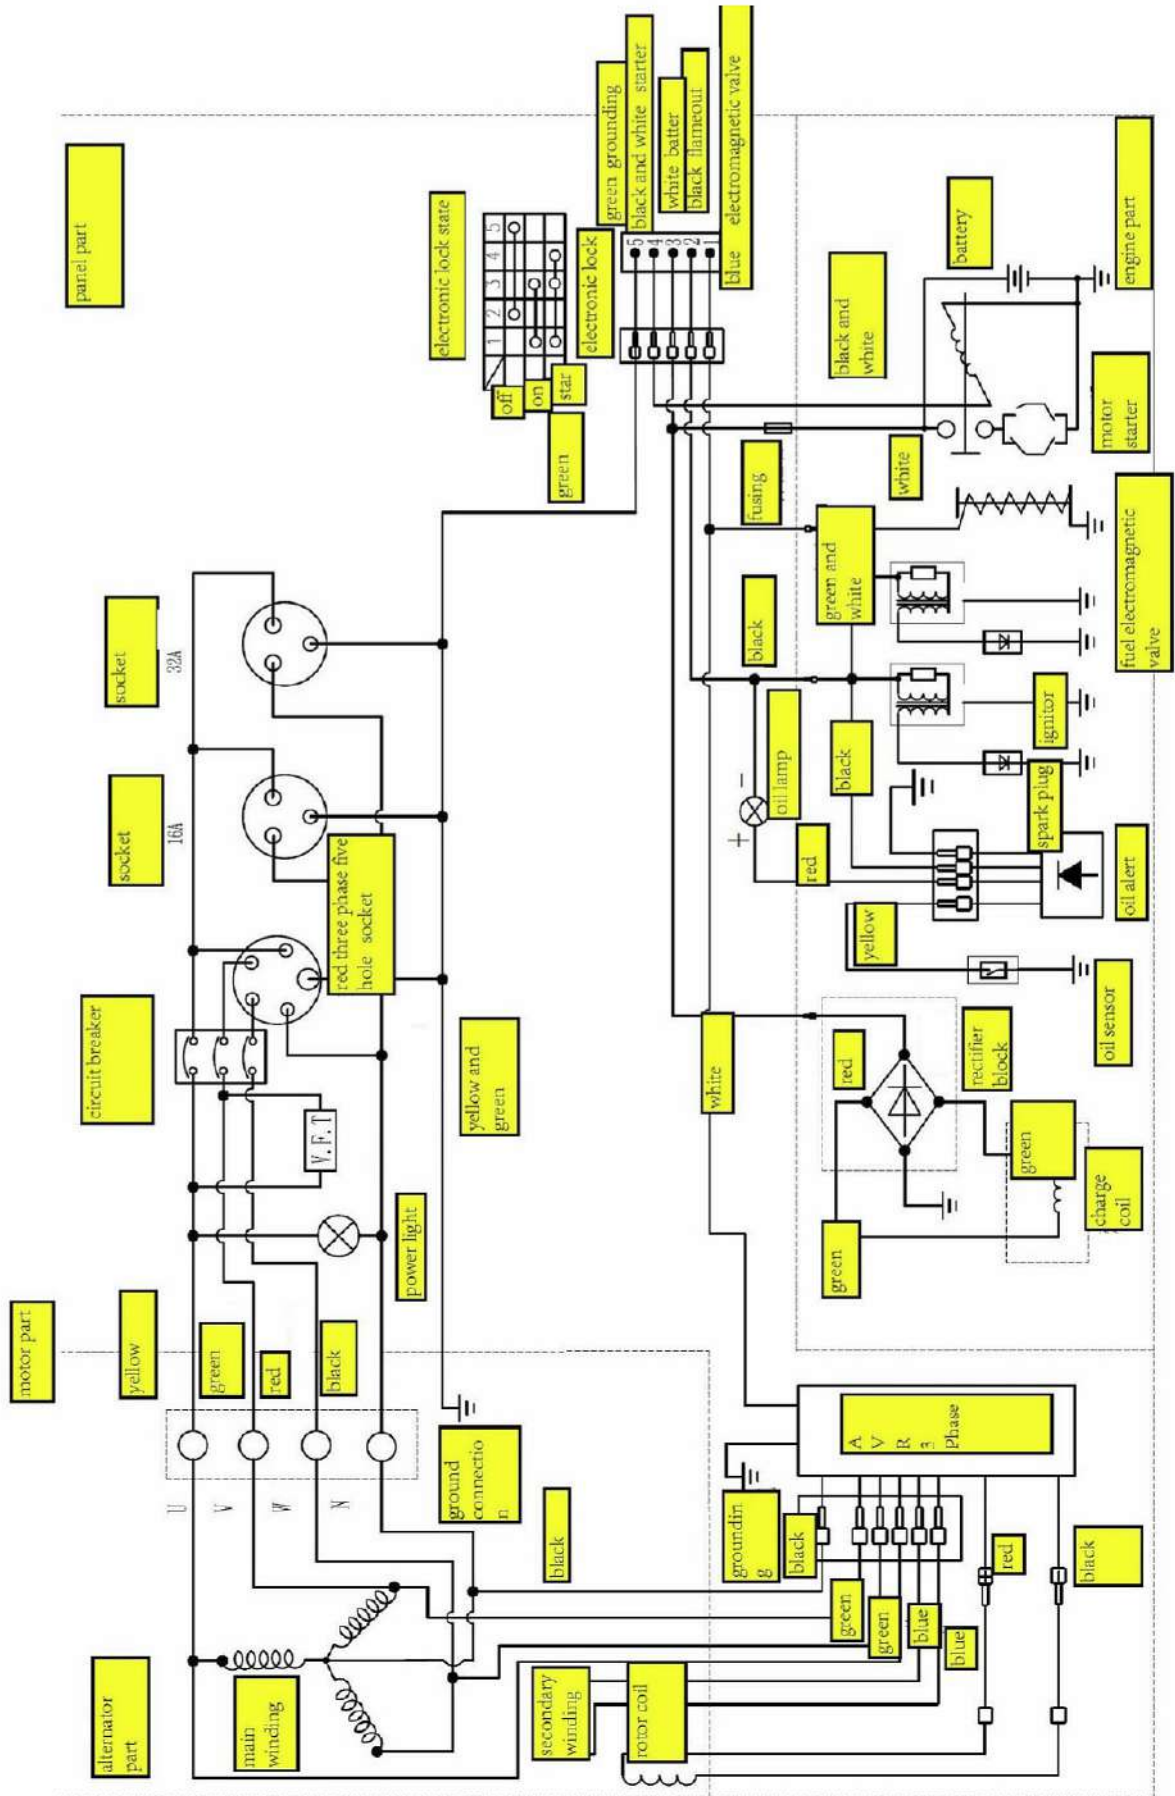 panel part
electronic lock state
1 2 3 4 5
off
on
star
green
electronic lock
green grounding
black and white starter
white batter
black flameout
blue electromagnetic valve
5
4
3
2
1
socket
32A
socket
16A
circuit breaker
red three phase five
hole socket
V.F.T
power light
yellow and
green
motor part
yellow
green
red
black
U
V
W
N
ground
connectio
n
alternator
part
main
winding
black
secondary
winding
rotor coil
groundin
g
black
green
green
blue
blue
red
black
A
V
R
3
Phase
white
fusing
black
oil lamp
+
-
red
black
green and
white
white
black and
white
battery
engine part
motor
starter
fuel electromagnetic
valve
ignitor
spark plug
oil alert
yellow
oil sensor
red
rectifier
block
green
green
charge
coil